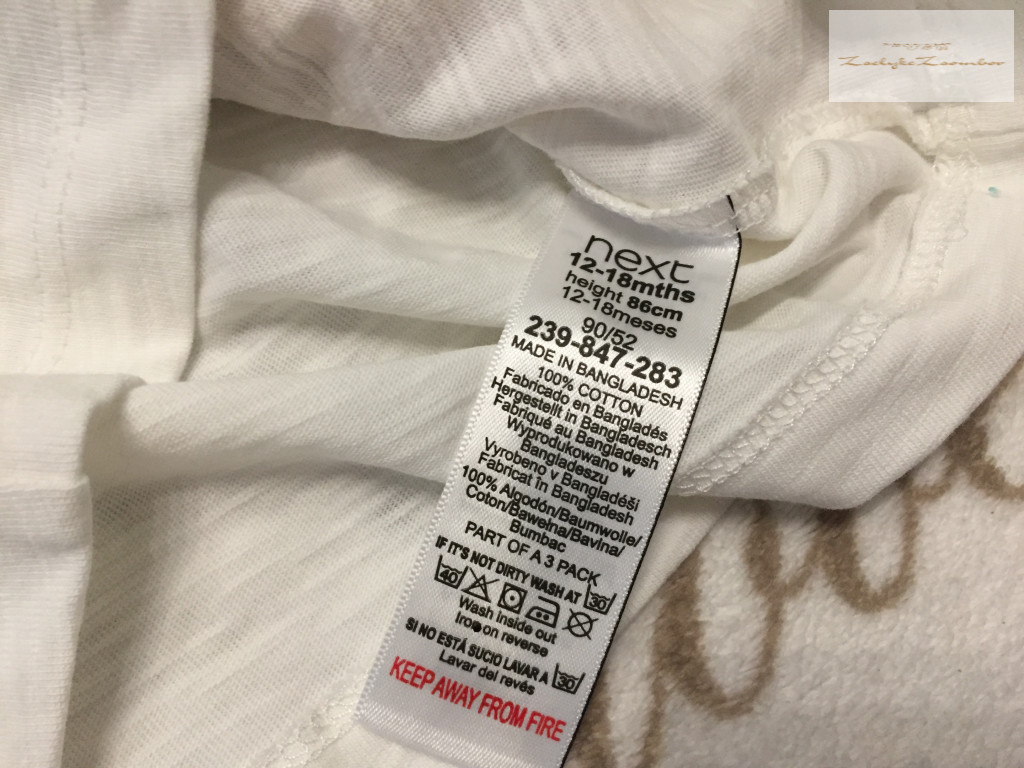 next
12-18mths
height 86cm
12-18meses
90/52
239-847-283
MADE IN BANGLADESH
100% COTTON
Fabricado en Bangladés
Hergestellt in Bangladesch
Fabriqué au Bangladesh
Wyprodukowano w
Bangladeszu
Vyrobeno v Bangladéši
Fabricat în Bangladesh
100% Algodón/Baumwolle/
Coton/Bawełna/Bavlna/
Bumbac
PART OF A 3 PACK
IF IT'S NOT DIRTY WASH AT 30
40
Wash inside out
Iron on reverse
SI NO ESTÁ SUCIO LAVAR A 30
Lavar del revés
KEEP AWAY FROM FIRE